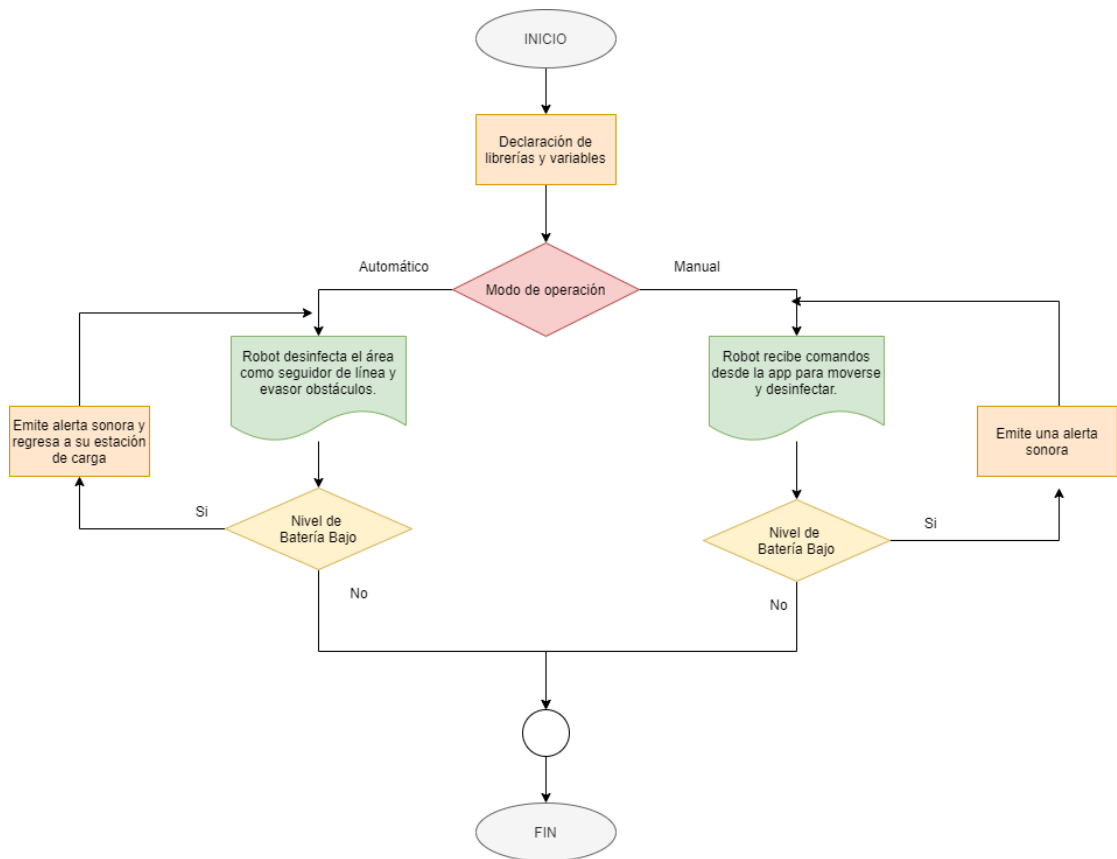 INICIO
Declaración de
librerías y variables
Automático
Manual
Modo de operación
Robot desinfecta el área
como seguidor de línea y
evasor obstáculos.
Robot recibe comandos
desde la app para moverse
y desinfectar.
Emite alerta sonora y
regresa a su estación
de carga
Emite una alerta
sonora
Si
Nivel de
Batería Bajo
Nivel de
Batería Bajo
Si
No
No
FIN